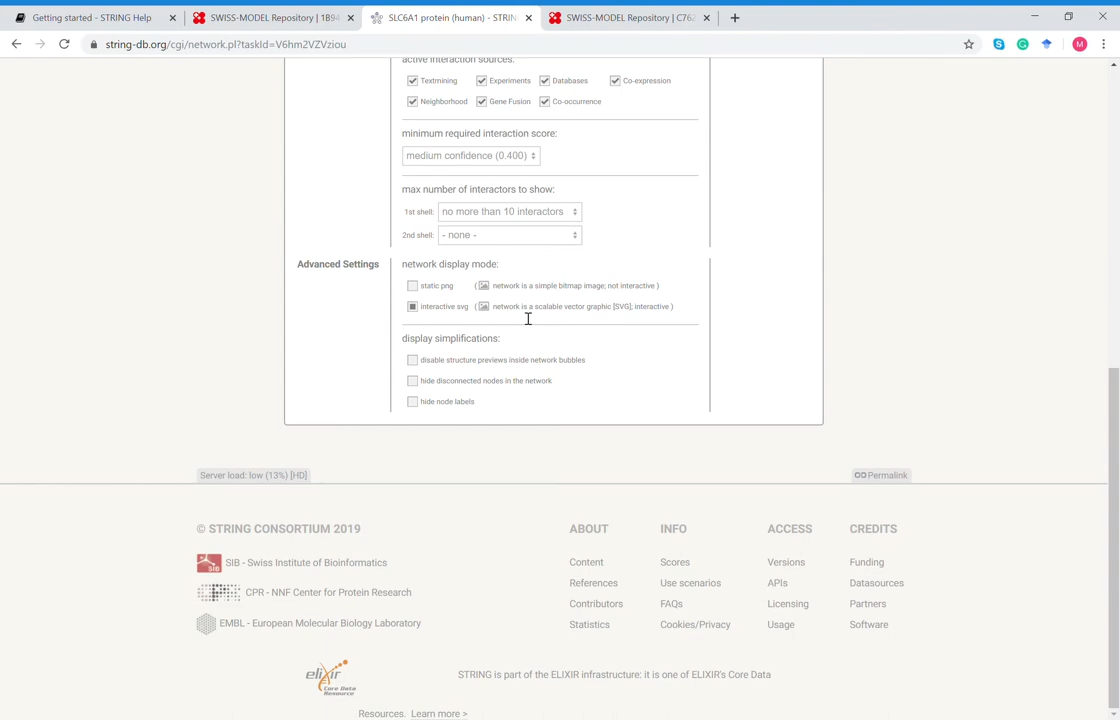 Getting started - STRING Help
SWISS-MODEL Repository | 1B94
SLC6A1 protein (human) - STRIN
SWISS-MODEL Repository | C76Z
string-db.org/cgi/network.pl?taskId=V6hm2VZVziou
M
active interaction sources:
Textmining Experiments Databases Co-expression
Neighborhood Gene Fusion Co-occurrence
minimum required interaction score:
medium confidence (0.400)
max number of interactors to show:
1st shell: no more than 10 interactors
2nd shell: - none -
Advanced Settings
network display mode:
static png ( network is a simple bitmap image; not interactive )
interactive svg ( network is a scalable vector graphic [SVG]; interactive )
display simplifications:
disable structure previews inside network bubbles
hide disconnected nodes in the network
hide node labels
Server load: low (13%) [HD]
Permalink
© STRING CONSORTIUM 2019
SIB - Swiss Institute of Bioinformatics
CPR - NNF Center for Protein Research
EMBL - European Molecular Biology Laboratory
ABOUT
Content
References
Contributors
Statistics
INFO
Scores
Use scenarios
FAQs
Cookies/Privacy
ACCESS
Versions
APIs
Licensing
Usage
CREDITS
Funding
Datasources
Partners
Software
elixir
Core Data
Resource
STRING is part of the ELIXIR infrastructure: it is one of ELIXIR's Core Data
Resources. Learn more >